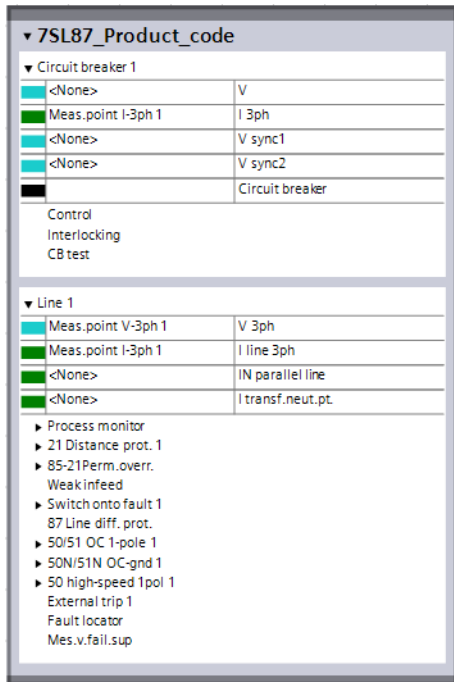 7SL87_Product_code
Circuit breaker 1
<None> V
Meas.point I-3ph 1 I 3ph
<None> V sync1
<None> V sync2
Circuit breaker
Control
Interlocking
CB test
Line 1
Meas.point V-3ph 1 V 3ph
Meas.point I-3ph 1 I line 3ph
<None> IN parallel line
<None> I transf.neut.pt.
Process monitor
21 Distance prot. 1
85-21Perm.overr.
Weak infeed
Switch onto fault 1
87 Line diff. prot.
50/51 OC 1-pole 1
50N/51N OC-gnd 1
50 high-speed 1pol 1
External trip 1
Fault locator
Mes.v.fail.sup